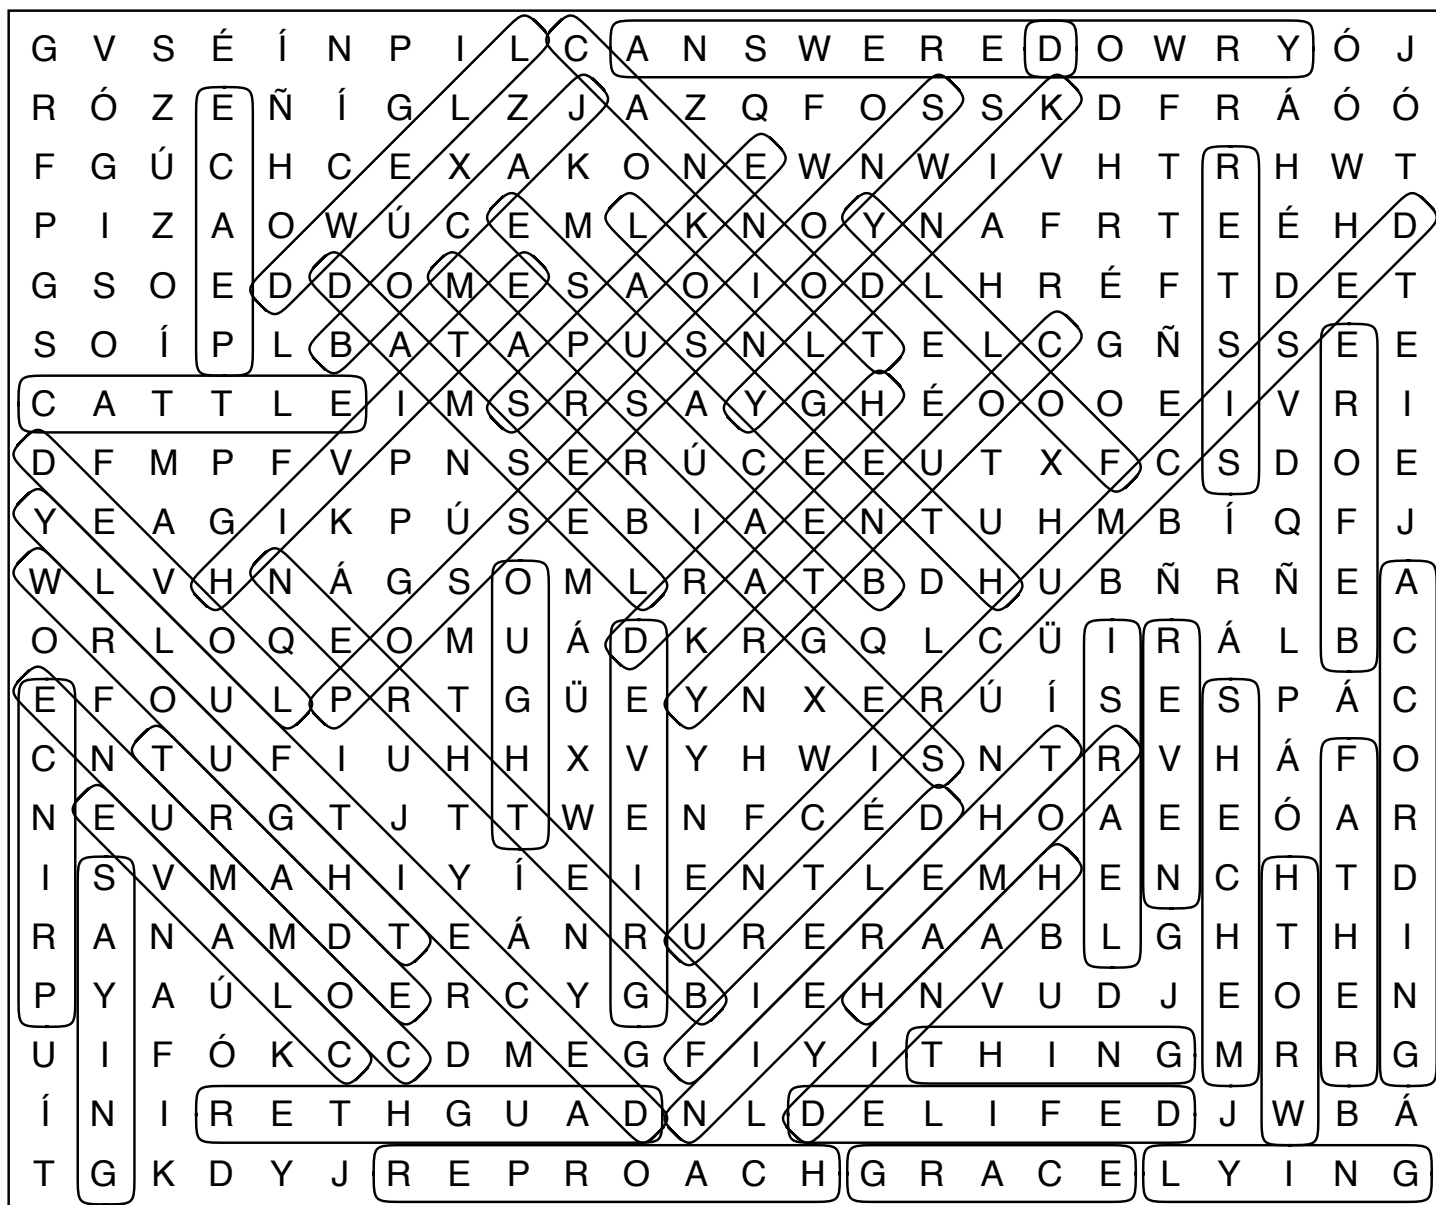 G V S É Í N P I L C A N S W E R E D O W R Y Ó J
R Ó Z E Ñ Í G L Z J A Z Q F O S S K D F R Á Ó Ó
F G Ú C H C E X A K O N E W N W I V H T R H W T
P I Z A O W Ú C E M L K N O Y N A F R T E É H D
G S O E D D O M E S A O I O D L H R É F T D E T
S O Í P L B A T A P U S N L T E L C G Ñ S S E E
C A T T L E I M S R S A Y G H É O O O E I V R I
D F M P F V P N S E R Ú C E E U T X F C S D O E
Y E A G I K P Ú S E B I A E N T U H M B Í Q F J
W L V H N Á G S O M L R A T B D H U B Ñ R Ñ E A
O R L O Q E O M U Á D K R G Q L C Ü I R Á L B C
E F O U L P R T G Ü E Y N X E R Ú Í S E S P Á C
C N T U F I U H H X V Y H W I S N T R V H Á F O
N E U R G T J T T W E N F C É D H O A E E Ó A R
I S V M A H I Y Í E I E N T L E M H E N C H T D
R A N A M D T E Á N R U R E R A A B L G H T H I
P Y A Ú L O E R C Y G B I E H N V U D J E O E N
U I F Ó K C C D M E G F I Y I T H I N G M R R G
Í N I R E T H G U A D N L D E L I F E D J W B Á
T G K D Y J R E P R O A C H G R A C E L Y I N G